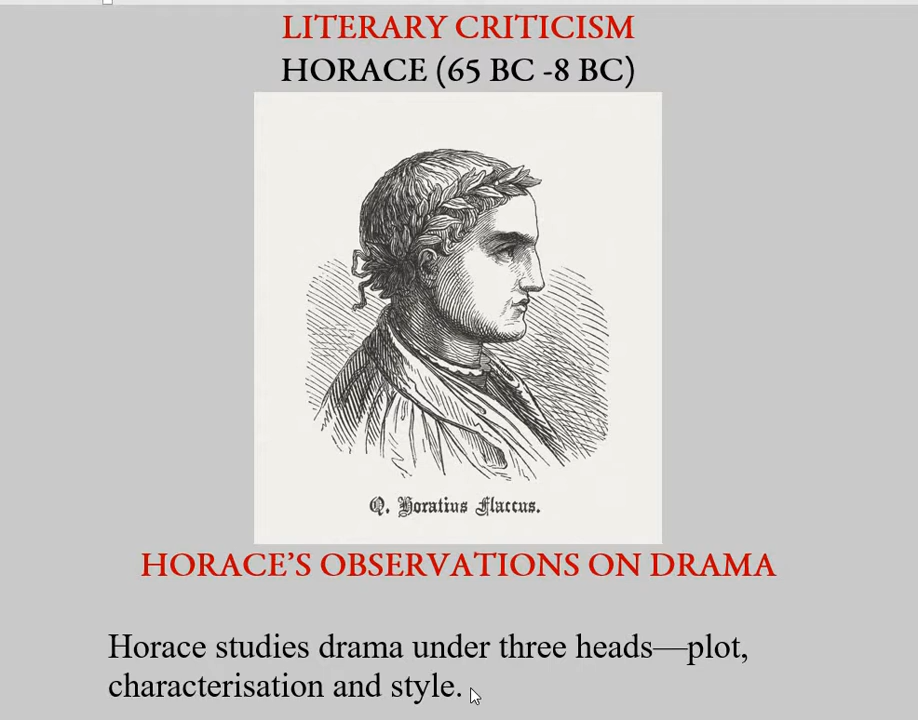 LITERARY CRITICISM
HORACE (65 BC -8 BC)
Q. Horatius Flaccus.
HORACE’S OBSERVATIONS ON DRAMA
Horace studies drama under three heads—plot,
characterisation and style.